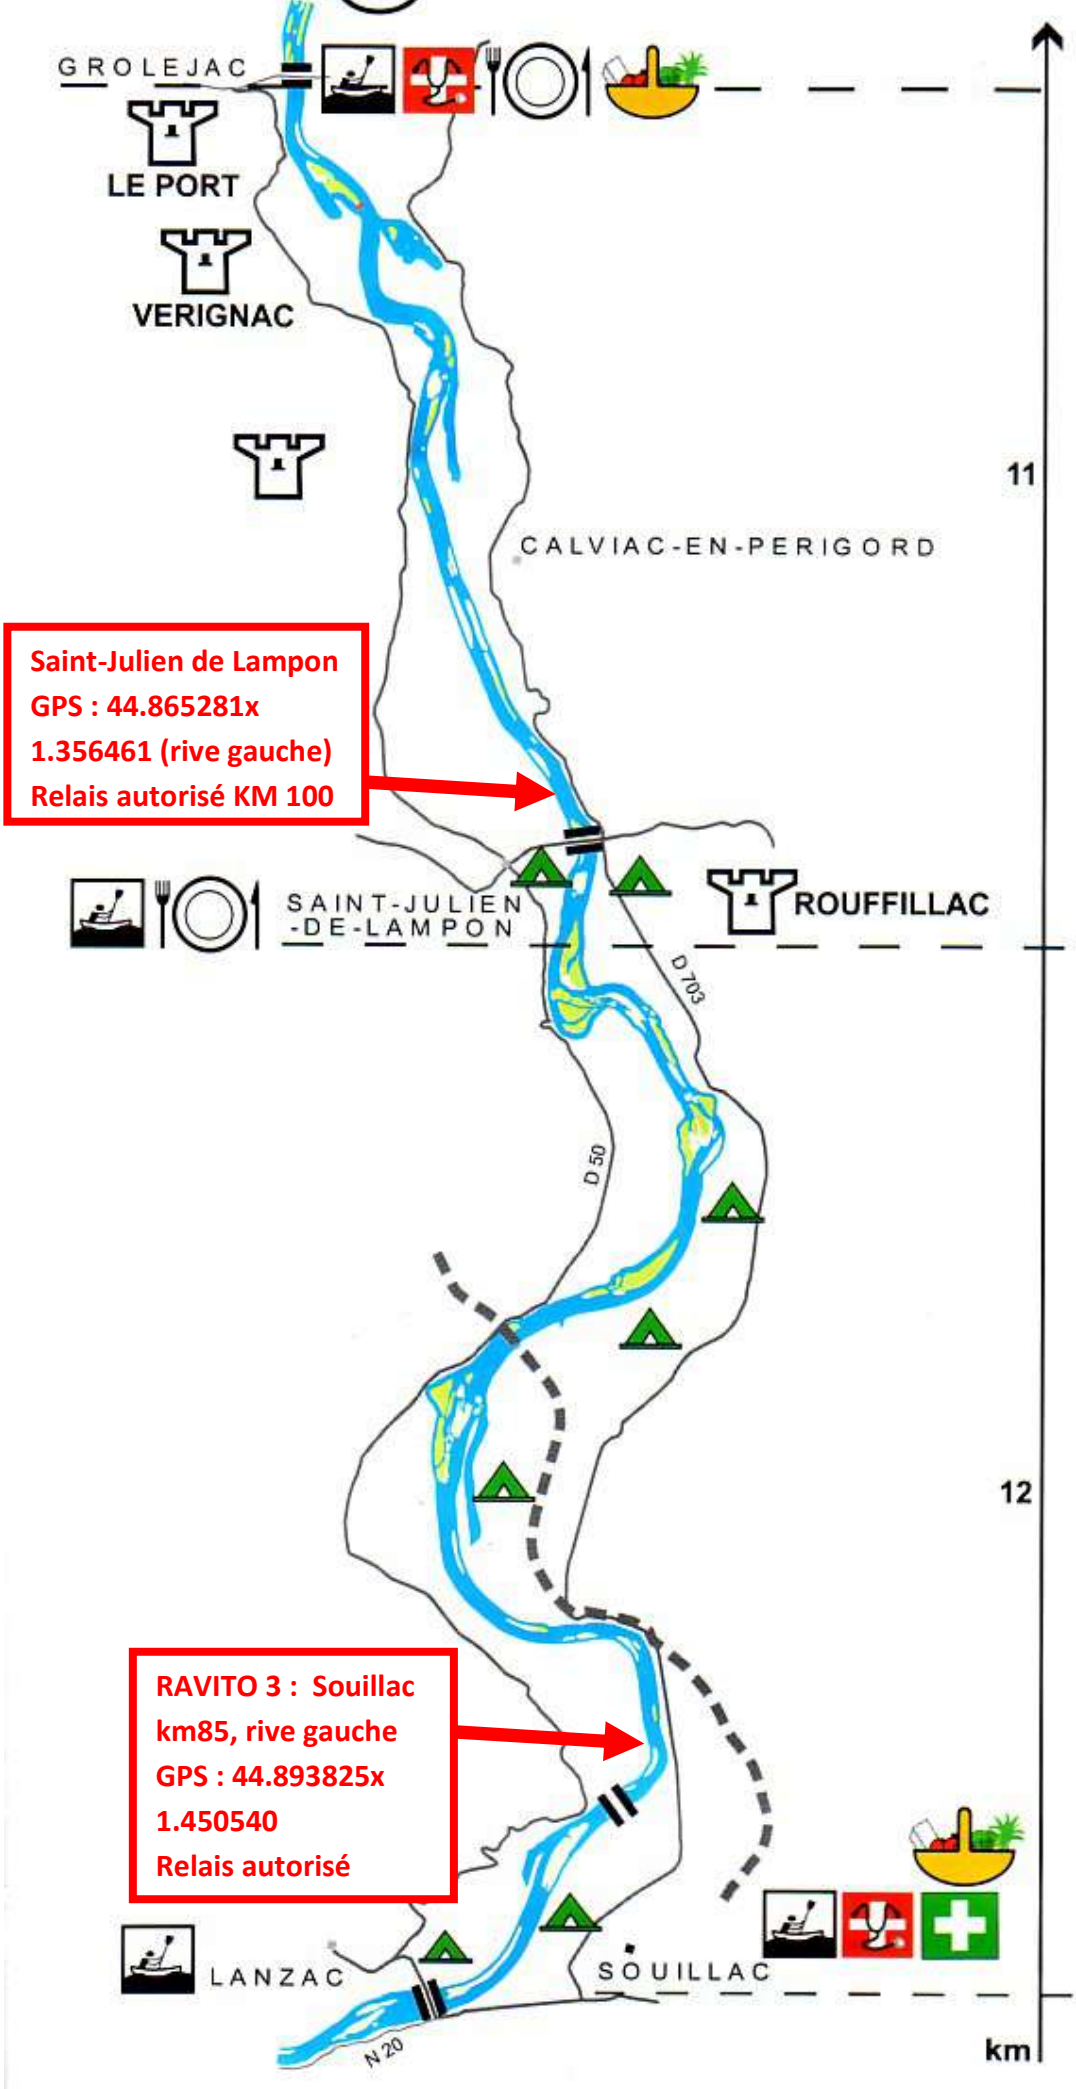 GROLEJAC
LE PORT
VERIGNAC
11
CALVIAC-EN-PERIGORD
Saint-Julien de Lampon
GPS : 44.865281x
1.356461 (rive gauche)
Relais autorisé KM 100
SAINT-JULIEN
-DE-LAMPON
ROUFFILLAC
D 703
D 50
12
RAVITO 3 : Souillac
km85, rive gauche
GPS : 44.893825x
1.450540
Relais autorisé
LANZAC
SOUILLAC
N 20
km